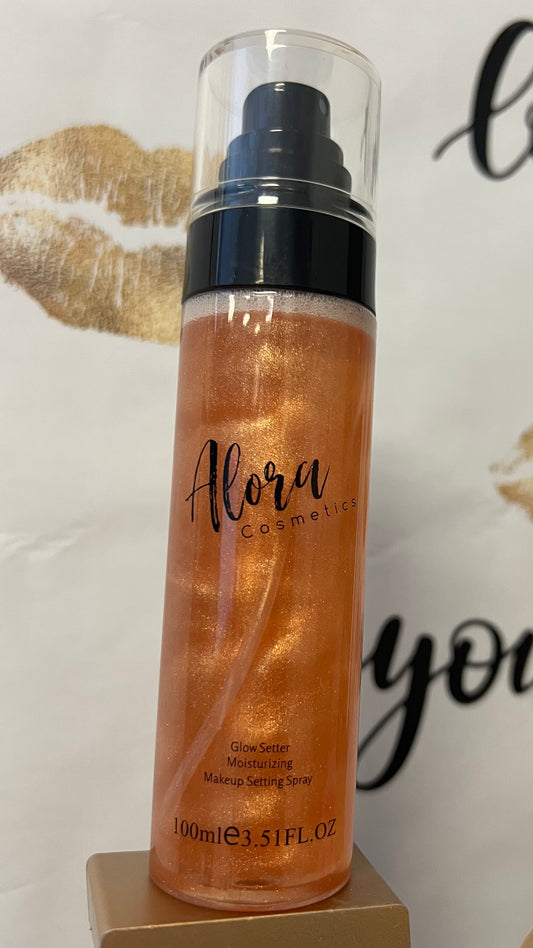 Alora
Cosmetics
you
Glow Setter
Moisturizing
Makeup Setting Spray
100ml℮3.51FL.OZ